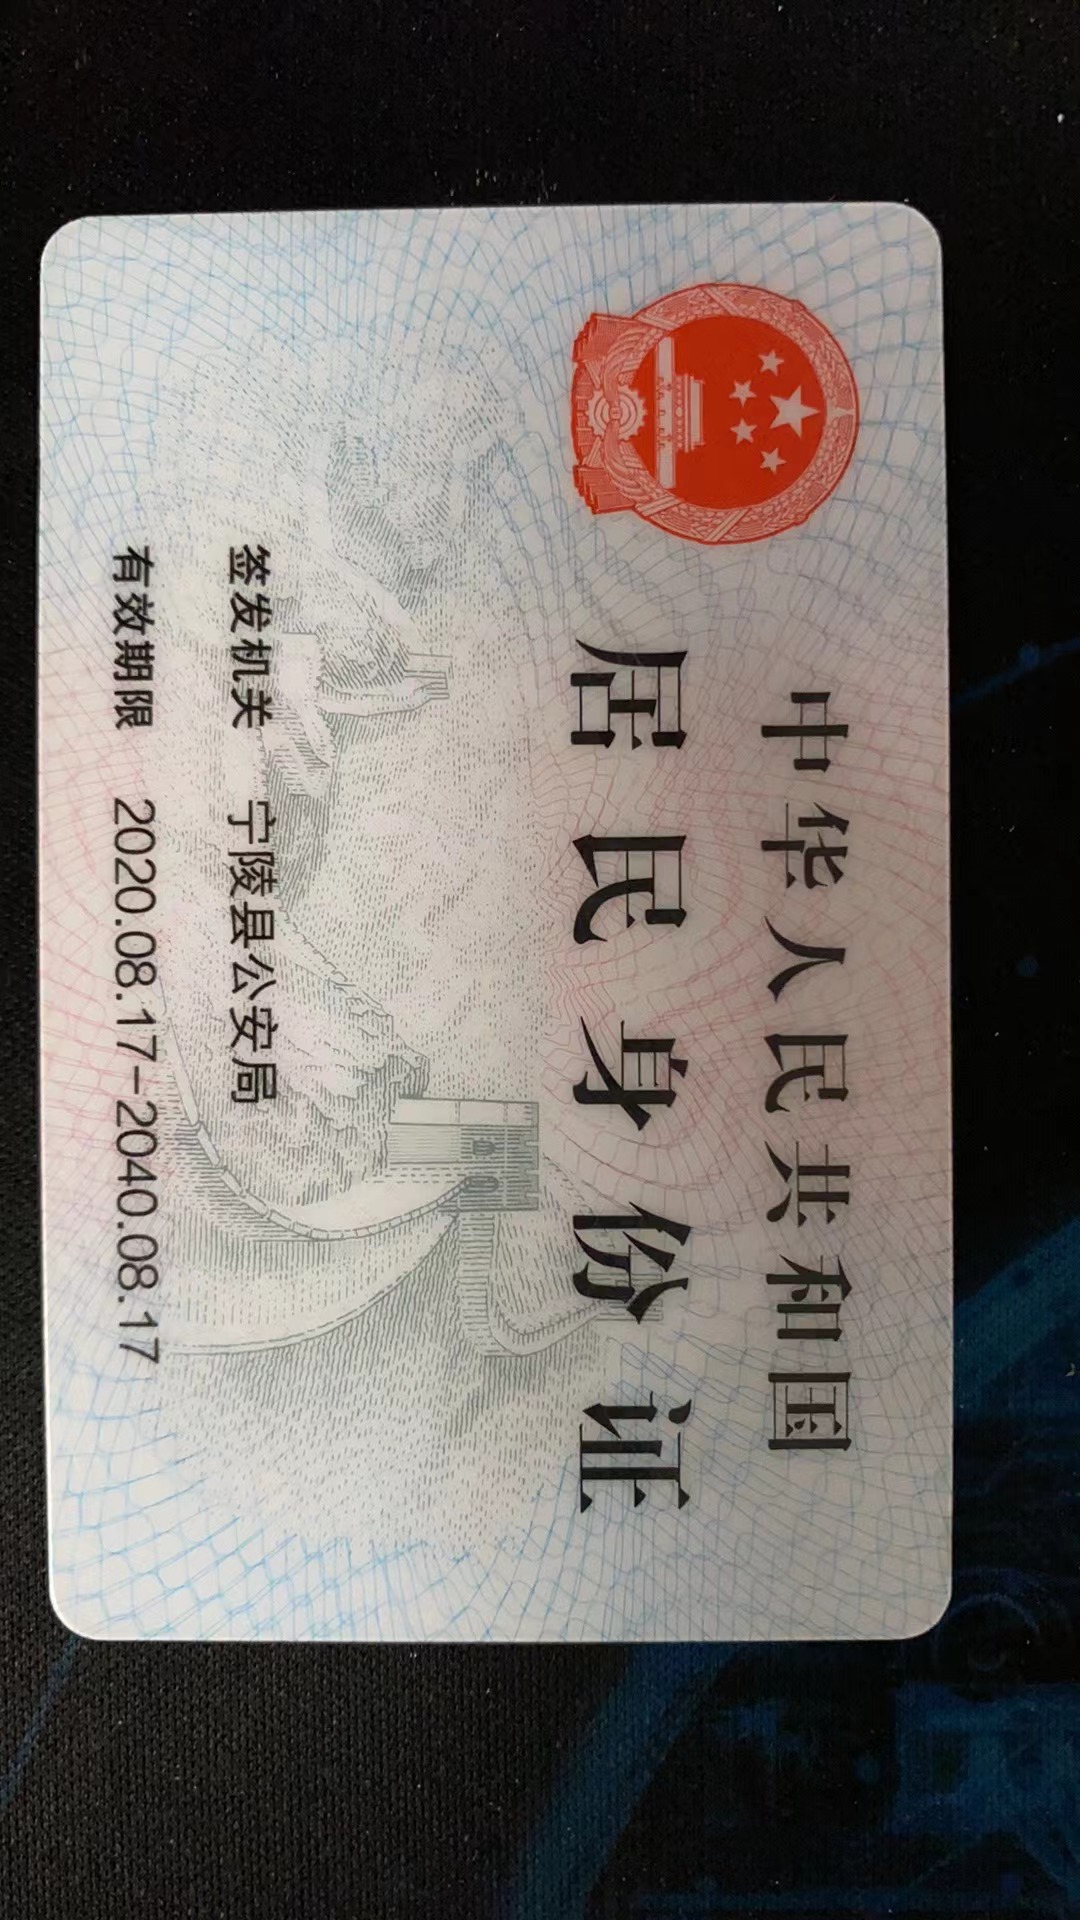 中华人民共和国
居民身份证
签发机关 宁陵县公安局
有效期限 2020.08.17-2040.08.17